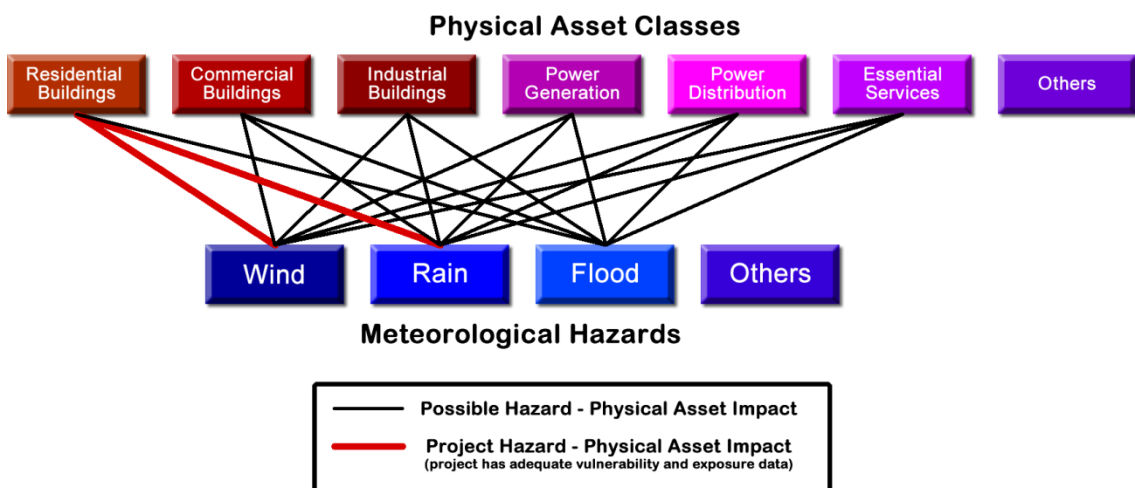 Physical Asset Classes
Residential
Buildings
Commercial
Buildings
Industrial
Buildings
Power
Generation
Power
Distribution
Essential
Services
Others
Wind
Rain
Flood
Others
Meteorological Hazards
Possible Hazard - Physical Asset Impact
Project Hazard - Physical Asset Impact
(project has adequate vulnerability and exposure data)